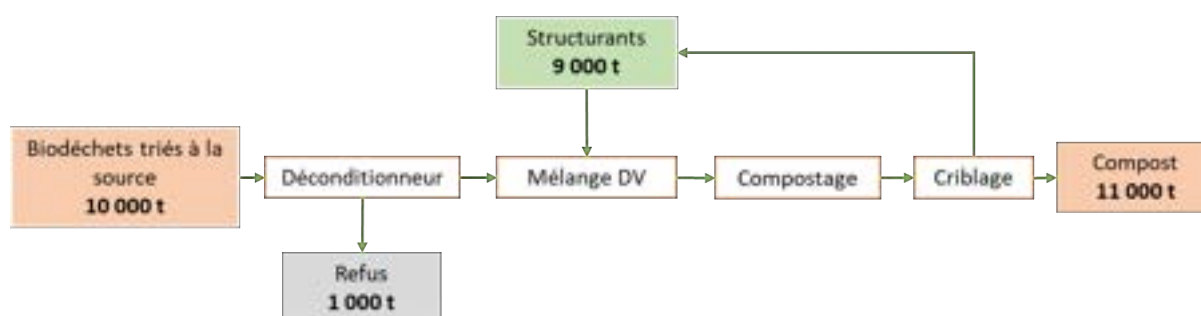 Structurants
9 000 t
Biodéchets triés à la
source
10 000 t
Déconditionneur
Mélange DV
Compostage
Criblage
Compost
11 000 t
Refus
1 000 t